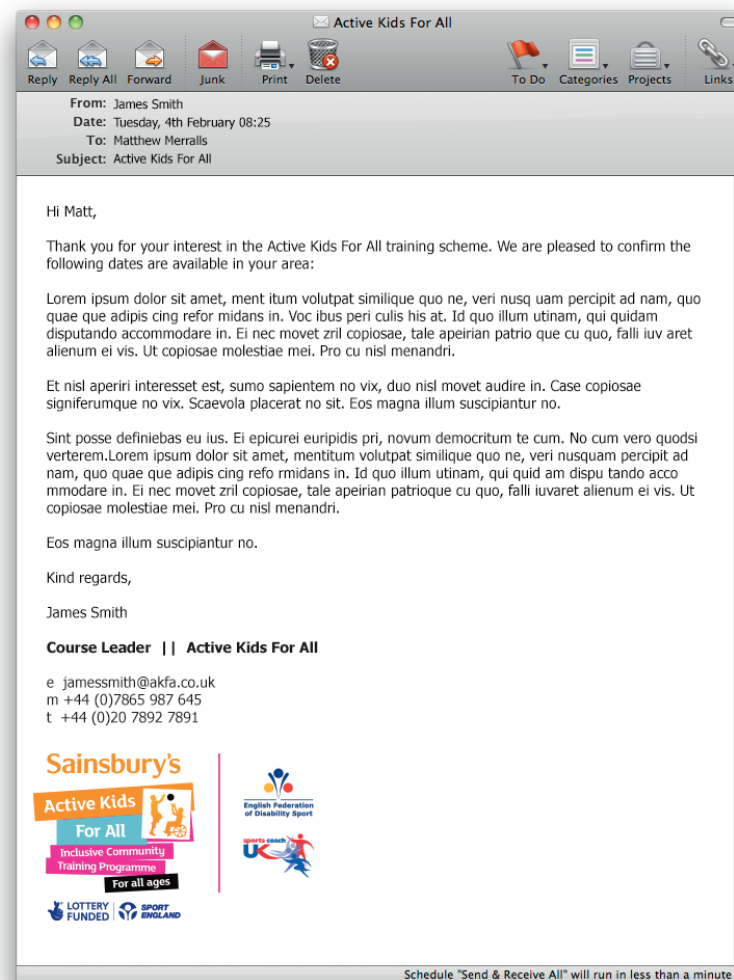 Active Kids For All
Reply Reply All Forward Junk Print Delete To Do Categories Projects Links
From: James Smith
Date: Tuesday, 4th February 08:25
To: Matthew Merralls
Subject: Active Kids For All
Hi Matt,
Thank you for your interest in the Active Kids For All training scheme. We are pleased to confirm the
following dates are available in your area:
Lorem ipsum dolor sit amet, ment itum volutpat similique quo ne, veri nusq uam percipit ad nam, quo
quae que adipis cing refor midans in. Voc ibus peri culis his at. Id quo illum utinam, qui quidam
disputando accommodare in. Ei nec movet zril copiosae, tale apeirian patrio que cu quo, falli iuv aret
alienum ei vis. Ut copiosae molestiae mei. Pro cu nisl menandri.
Et nisl aperiri interesset est, sumo sapientem no vix, duo nisl movet audire in. Case copiosae
signiferumque no vix. Scaevola placerat no sit. Eos magna illum suscipiantur no.
Sint posse definiebas eu ius. Ei epicurei euripidis pri, novum democritum te cum. No cum vero quodsi
verterem.Lorem ipsum dolor sit amet, mentitum volutpat similique quo ne, veri nusquam percipit ad
nam, quo quae que adipis cing refo rmidans in. Id quo illum utinam, qui quid am dispu tando acco
mmodare in. Ei nec movet zril copiosae, tale apeirian patrioque cu quo, falli iuvaret alienum ei vis. Ut
copiosae molestiae mei. Pro cu nisl menandri.
Eos magna illum suscipiantur no.
Kind regards,
James Smith
Course Leader || Active Kids For All
e jamessmith@akfa.co.uk
m +44 (0)7865 987 645
t +44 (0)20 7892 7891
Sainsbury's
Active Kids
For All
Inclusive Community
Training Programme
For all ages
LOTTERY FUNDED
SPORT ENGLAND
English Federation
of Disability Sport
sports coach
UK
Schedule "Send & Receive All" will run in less than a minute